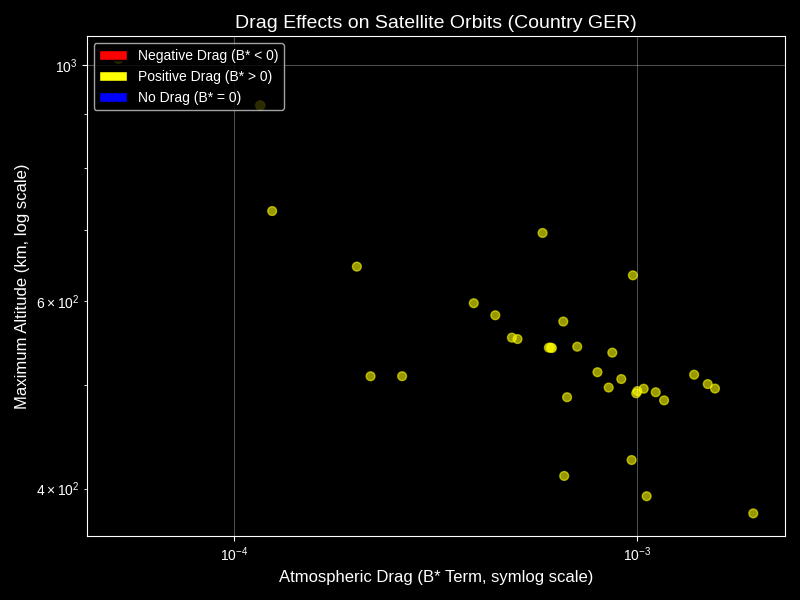 Drag Effects on Satellite Orbits (Country GER)
Negative Drag (B* < 0)
Positive Drag (B* > 0)
No Drag (B* = 0)
10³
6 × 10²
4 × 10²
Maximum Altitude (km, log scale)
10⁻⁴
10⁻³
Atmospheric Drag (B* Term, symlog scale)